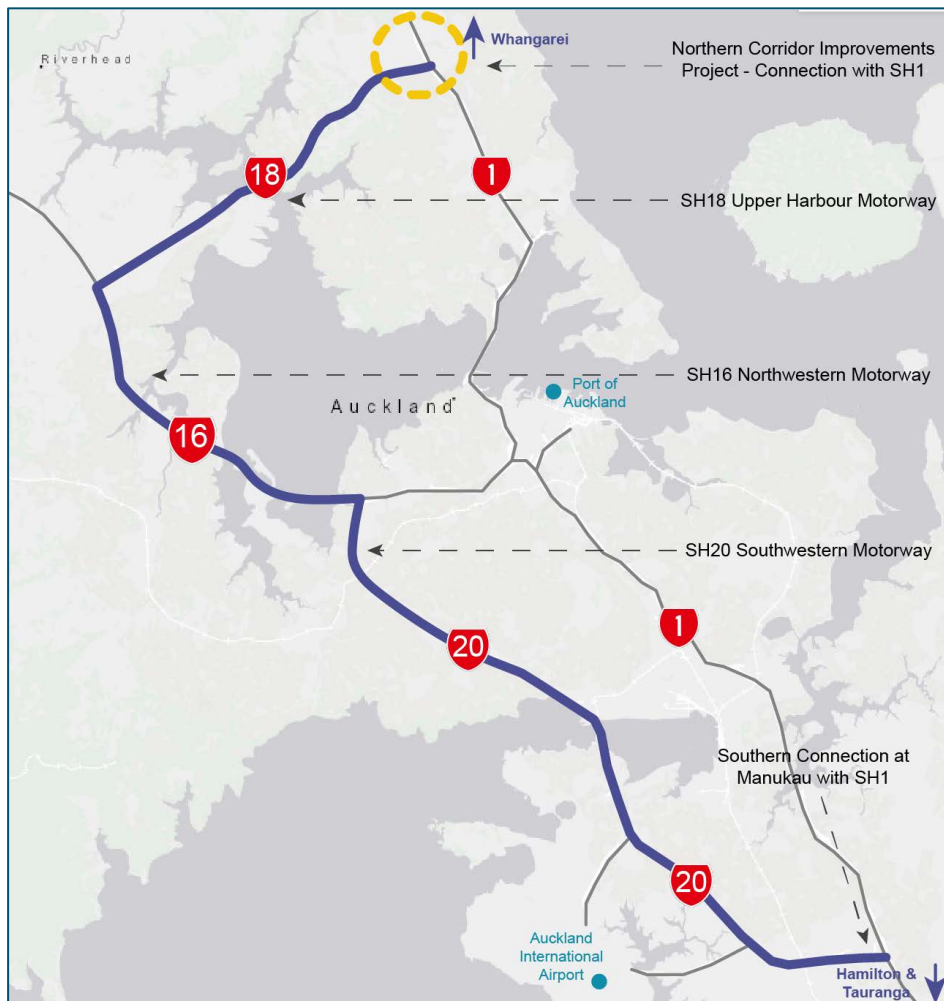 Riverhead
Whangarei
Northern Corridor Improvements
Project - Connection with SH1
18
1
SH18 Upper Harbour Motorway
SH16 Northwestern Motorway
Port of
Auckland
Auckland
16
SH20 Southwestern Motorway
20
1
Southern Connection at
Manukau with SH1
20
Auckland
International
Airport
Hamilton &
Tauranga